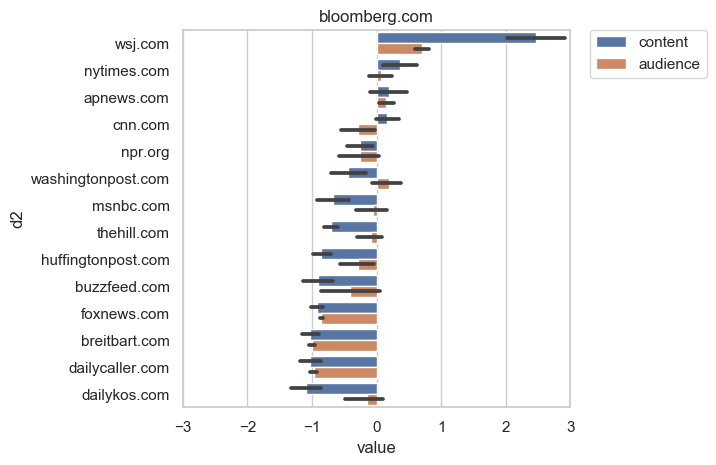 bloomberg.com
content
audience
wsj.com
nytimes.com
apnews.com
cnn.com
npr.org
washingtonpost.com
msnbc.com
thehill.com
huffingtonpost.com
buzzfeed.com
foxnews.com
breitbart.com
dailycaller.com
dailykos.com
d2
−3 −2 −1 0 1 2 3
value